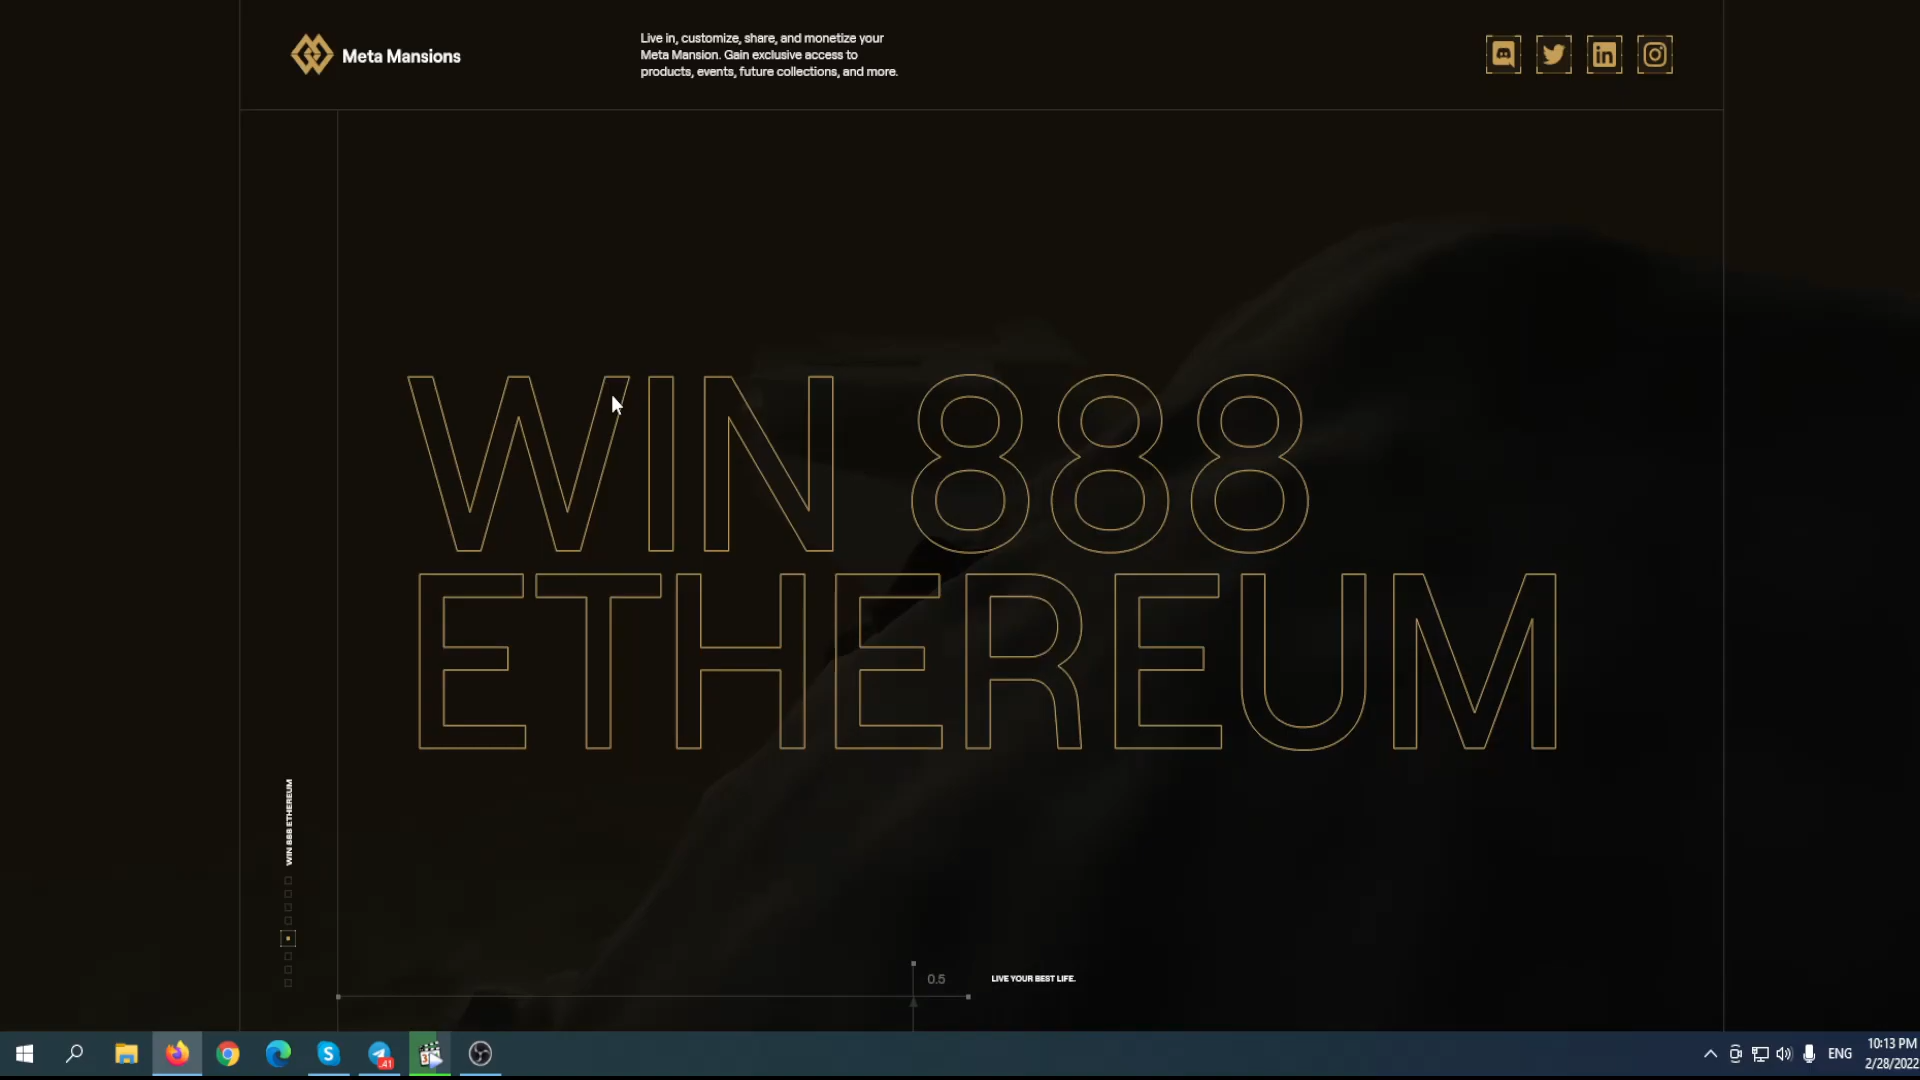 Meta Mansions
Live in, customize, share, and monetize your
Meta Mansion. Gain exclusive access to
products, events, future collections, and more.
WIN 888
ETHEREUM
WIN 888 ETHEREUM
0.5
LIVE YOUR BEST LIFE.
41
ENG
10:13 PM
2/28/2022